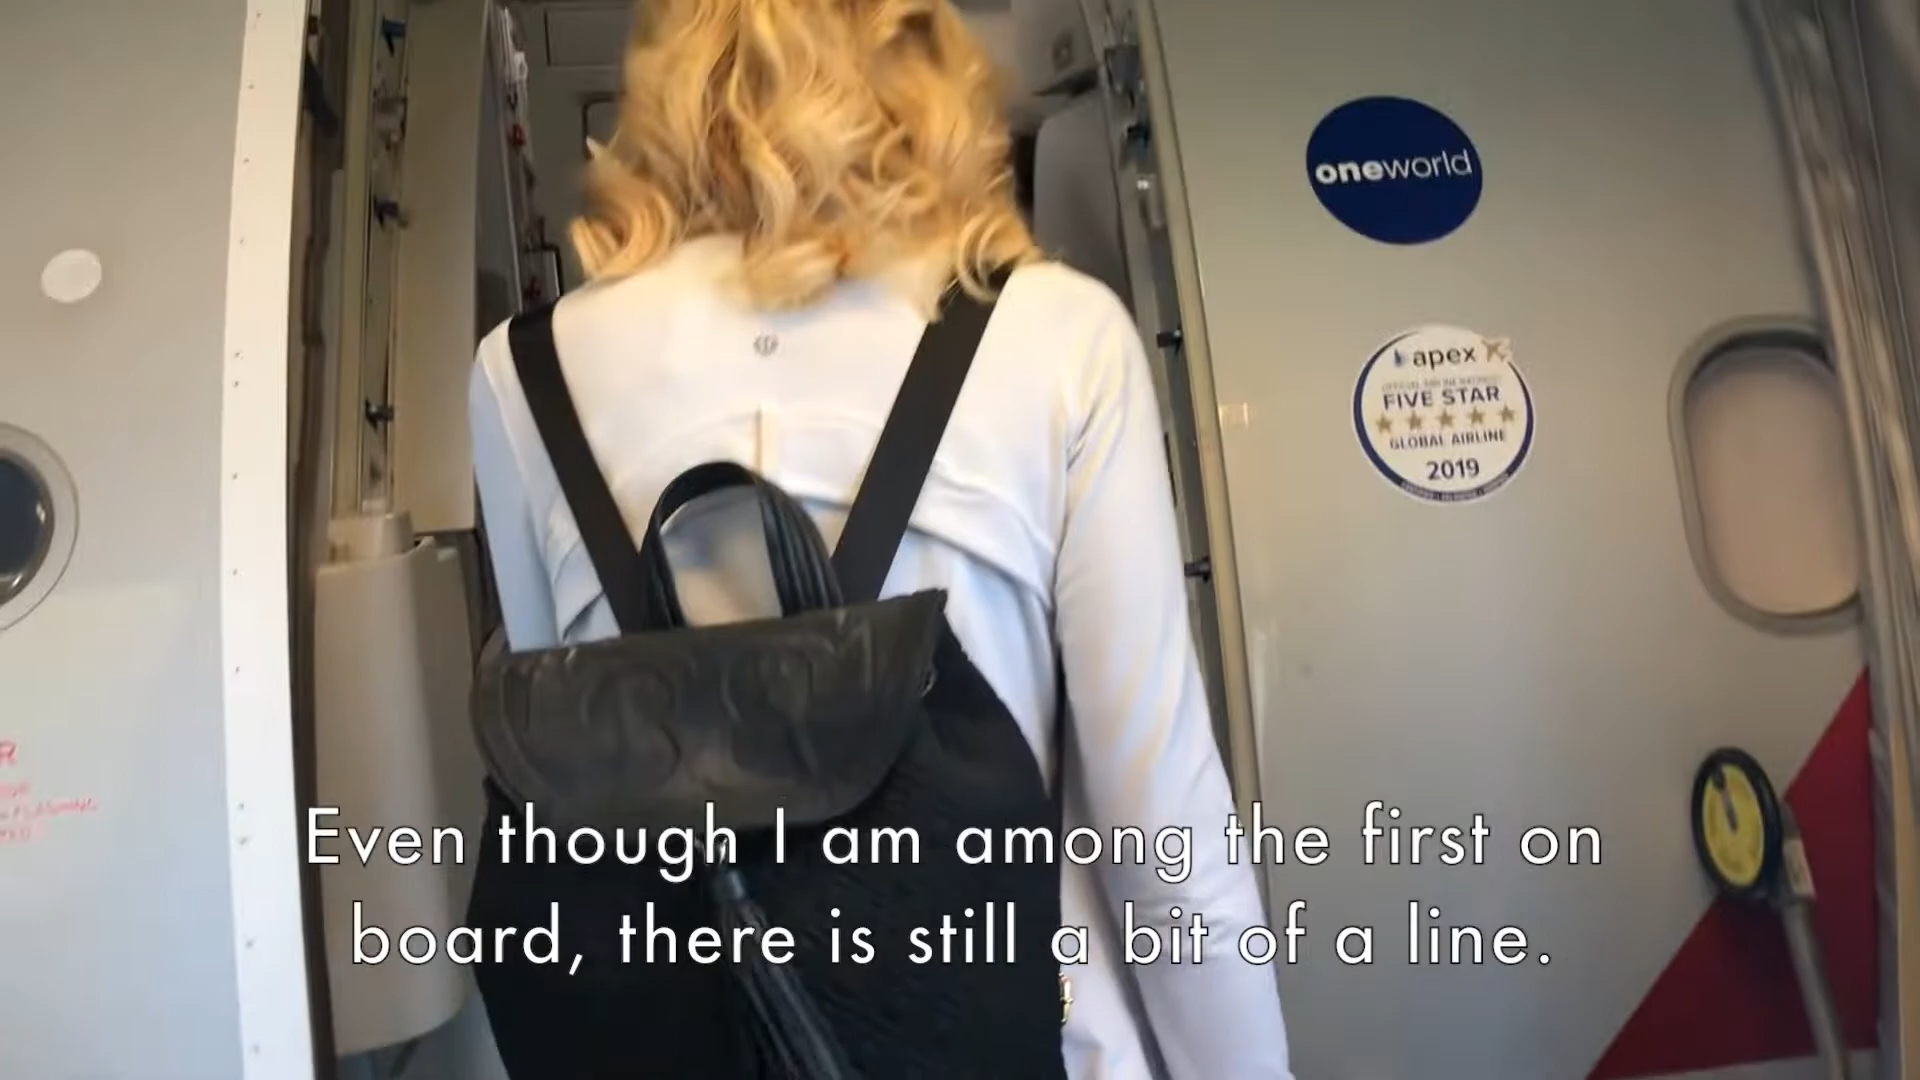 oneworld
apex
FIVE STAR
GLOBAL AIRLINE
2019
Even though I am among the first on
board, there is still a bit of a line.